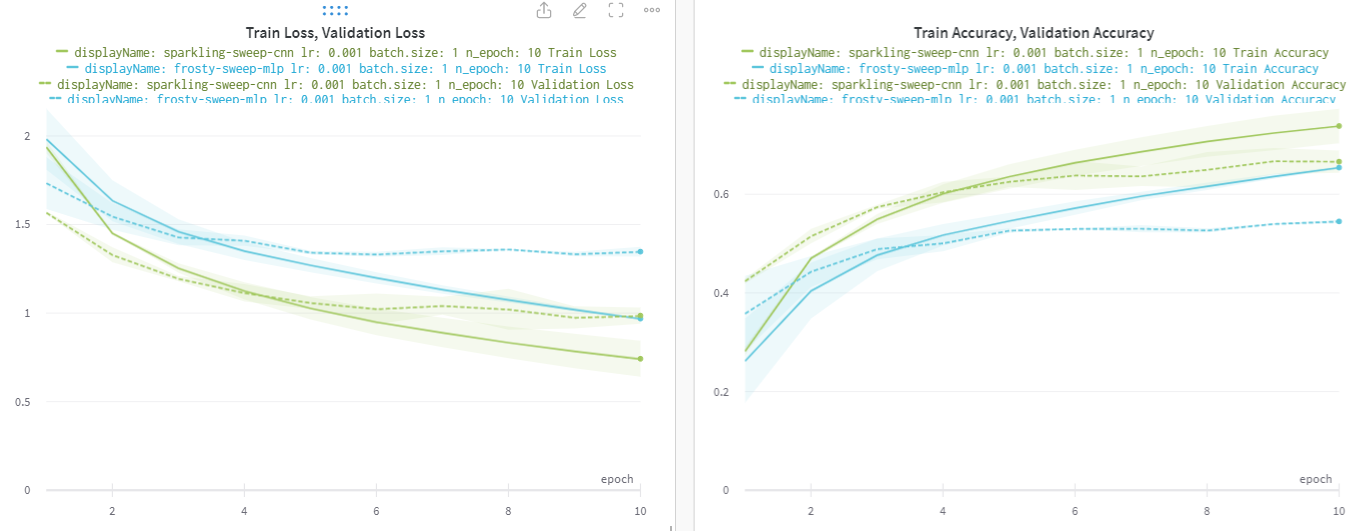 Train Loss, Validation Loss
displayName: sparkling-sweep-cnn lr: 0.001 batch.size: 1 n_epoch: 10 Train Loss
displayName: frosty-sweep-mlp lr: 0.001 batch.size: 1 n_epoch: 10 Train Loss
displayName: sparkling-sweep-cnn lr: 0.001 batch.size: 1 n_epoch: 10 Validation Loss
displayName: frosty-sweep-mlp lr: 0.001 batch.size: 1 n_epoch: 10 Validation Loss
2
1.5
1
0.5
0
epoch
2 4 6 8 10
Train Accuracy, Validation Accuracy
displayName: sparkling-sweep-cnn lr: 0.001 batch.size: 1 n_epoch: 10 Train Accuracy
displayName: frosty-sweep-mlp lr: 0.001 batch.size: 1 n_epoch: 10 Train Accuracy
displayName: sparkling-sweep-cnn lr: 0.001 batch.size: 1 n_epoch: 10 Validation Accuracy
displayName: frosty-sweep-mlp lr: 0.001 batch.size: 1 n_epoch: 10 Validation Accuracy
0.6
0.4
0.2
0
epoch
2 4 6 8 10